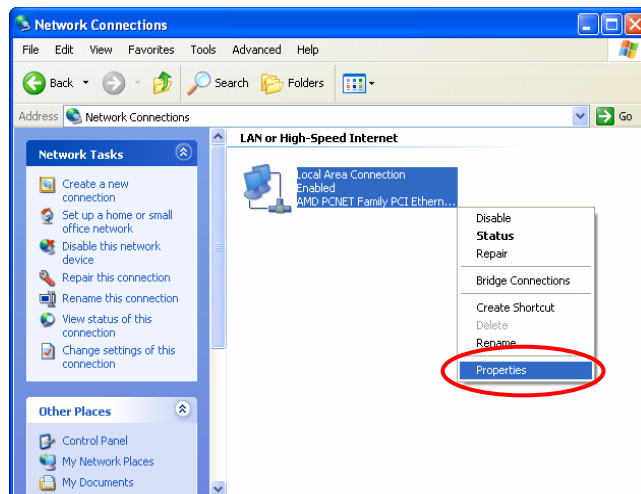 Network Connections
File Edit View Favorites Tools Advanced Help
Back Search Folders
Address Network Connections Go
Network Tasks
Create a new
connection
Set up a home or small
office network
Disable this network
device
Repair this connection
Rename this connection
View status of this
connection
Change settings of this
connection
Other Places
Control Panel
My Network Places
My Documents
LAN or High-Speed Internet
Local Area Connection
Enabled
AMD PCNET Family PCI Ethern...
Disable
Status
Repair
Bridge Connections
Create Shortcut
Delete
Rename
Properties